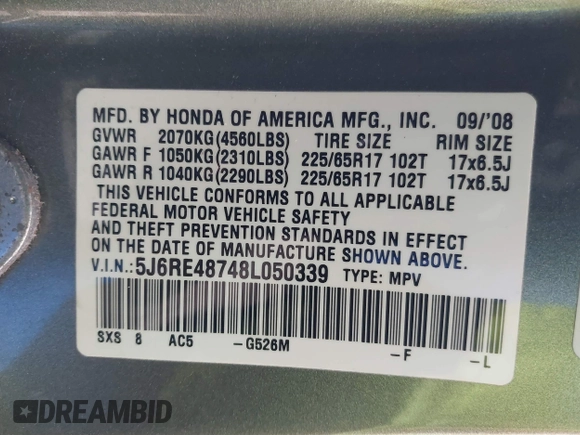 MFD. BY HONDA OF AMERICA MFG., INC. 09/'08
GVWR 2070KG(4560LBS) TIRE SIZE RIM SIZE
GAWR F 1050KG(2310LBS) 225/65R17 102T 17x6.5J
GAWR R 1040KG(2290LBS) 225/65R17 102T 17x6.5J
THIS VEHICLE CONFORMS TO ALL APPLICABLE
FEDERAL MOTOR VEHICLE SAFETY
AND THEFT PREVENTION STANDARDS IN EFFECT
ON THE DATE OF MANUFACTURE SHOWN ABOVE.
V.I.N.:5J6RE48748L050339 TYPE: MPV
SXS 8 AC5 -G526M -F -L
DREAMBID